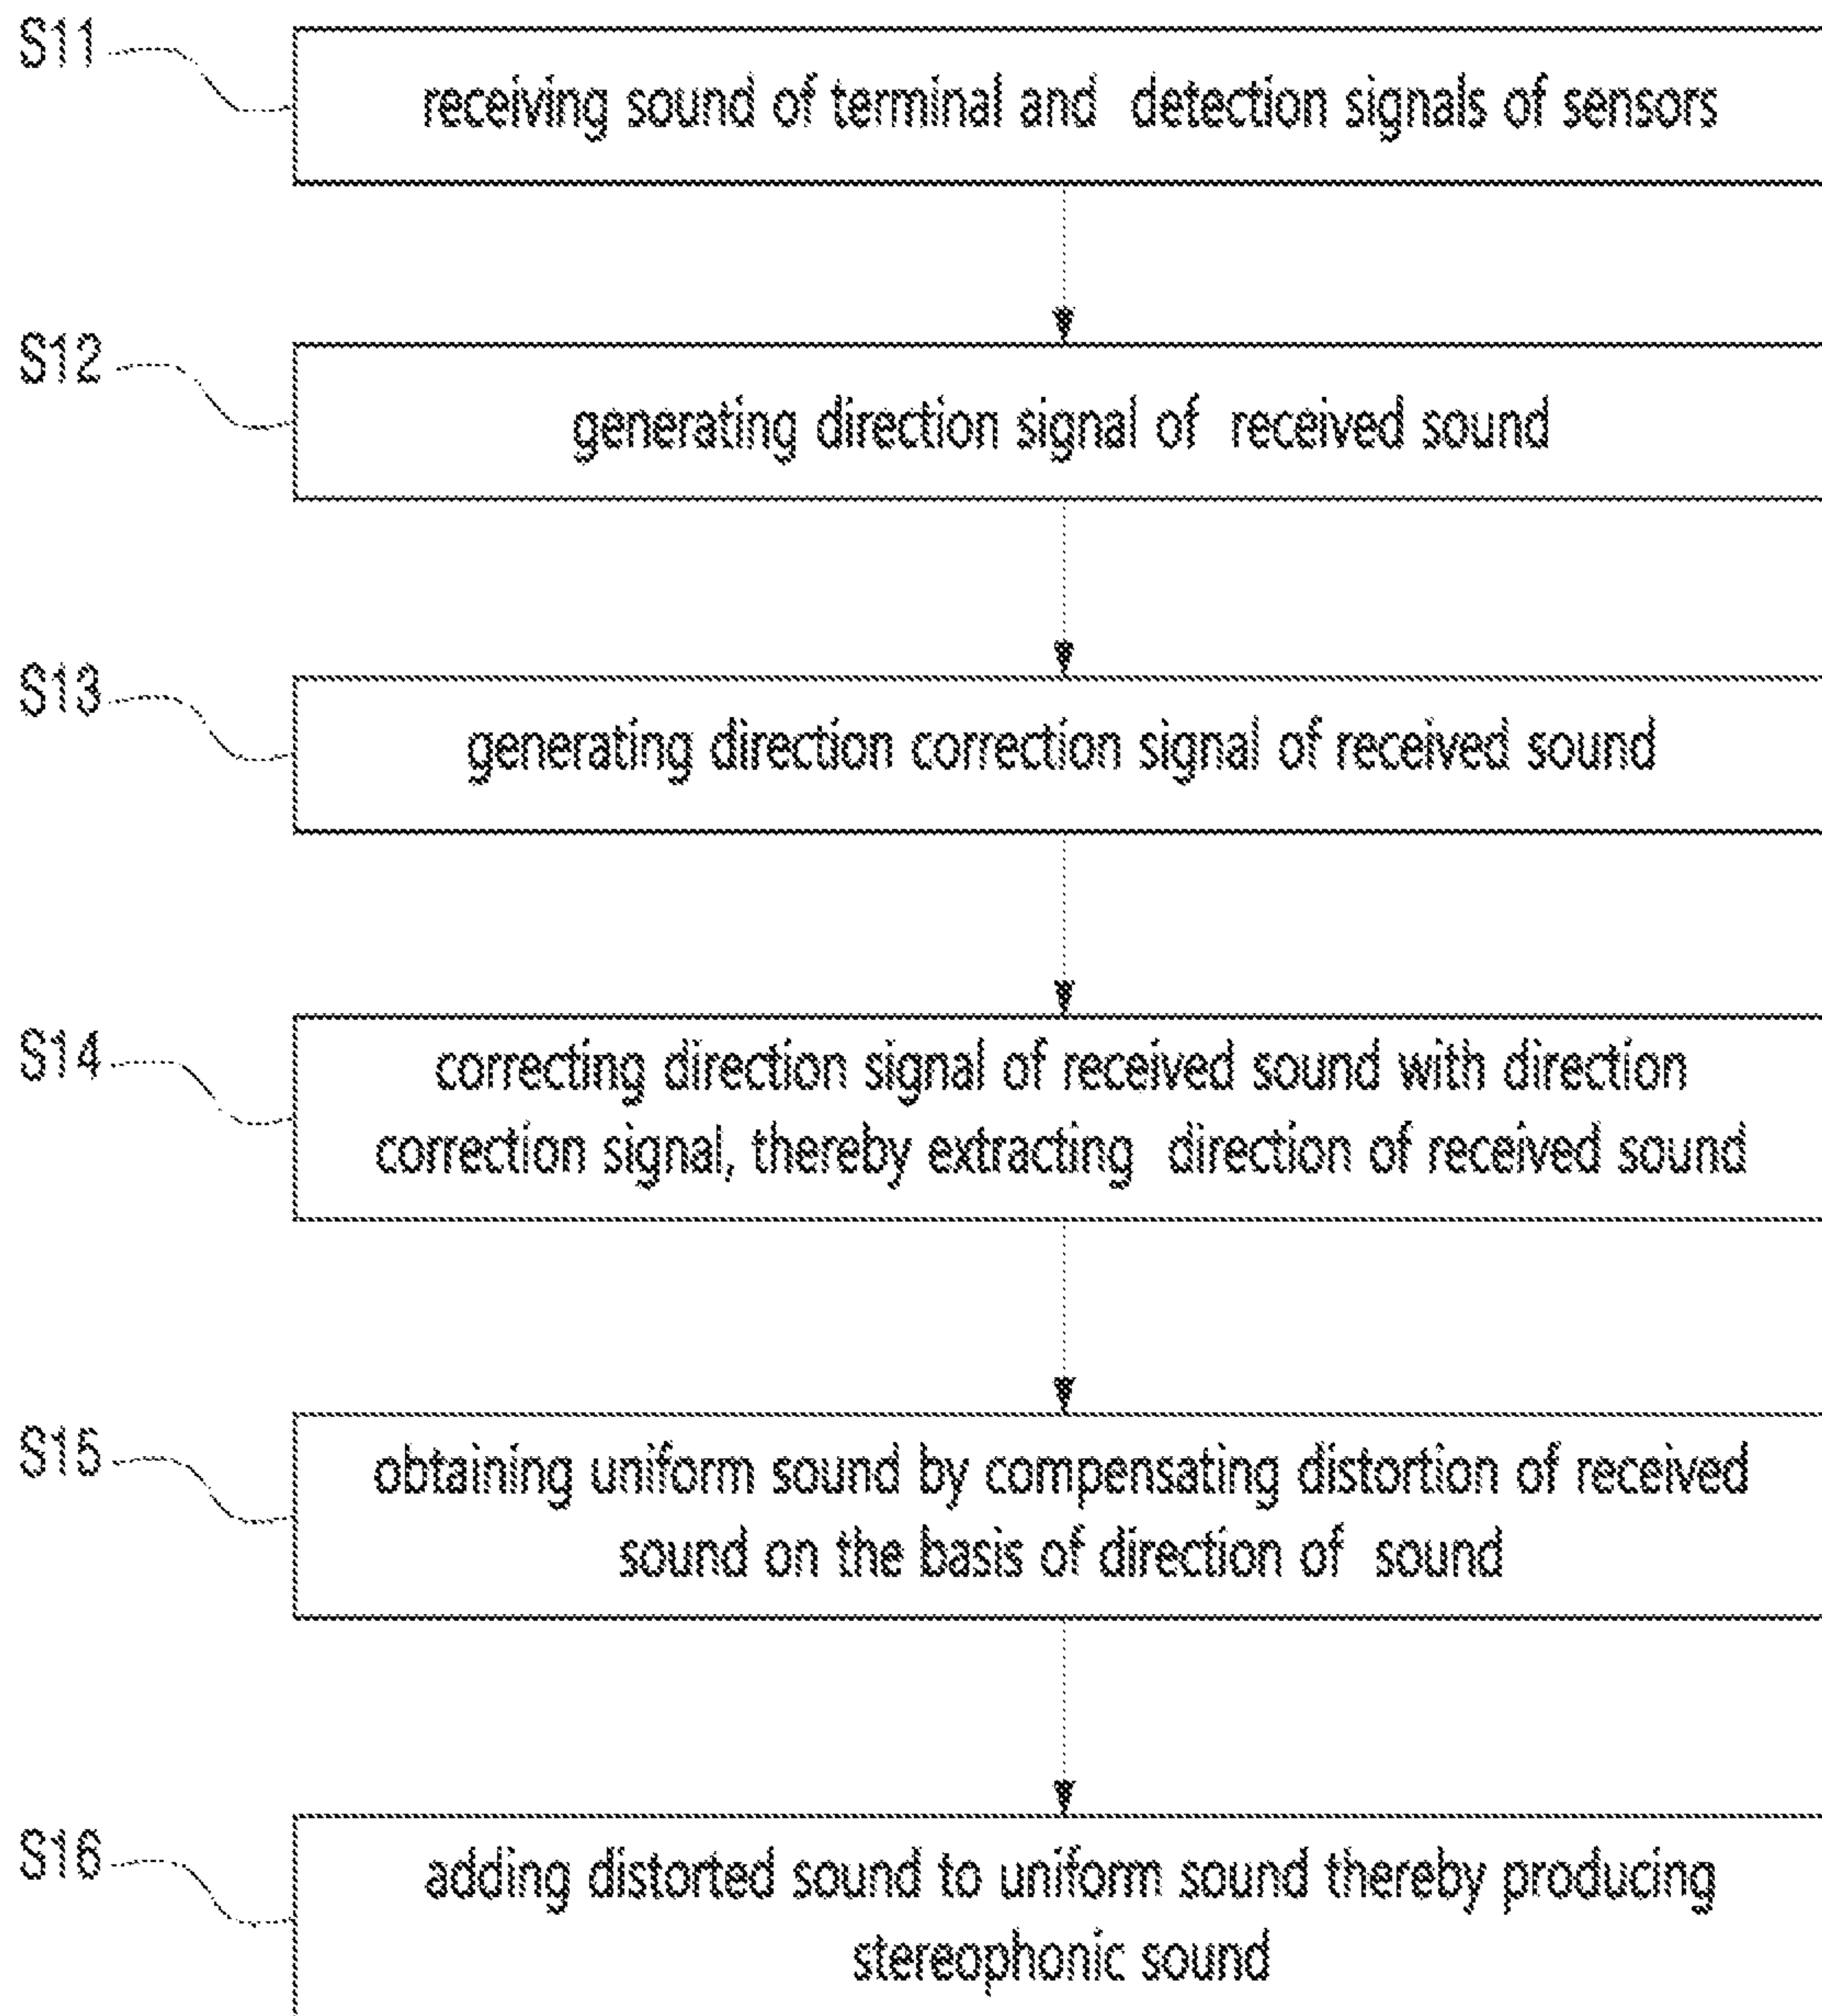 S11
receiving sound of terminal and detection signals of sensors
S12
generating direction signal of received sound
S13
generating direction correction signal of received sound
S14
correcting direction signal of received sound with direction
correction signal, thereby extracting direction of received sound
S15
obtaining uniform sound by compensating distortion of received
sound on the basis of direction of sound
S16
adding distorted sound to uniform sound thereby producing
stereophonic sound